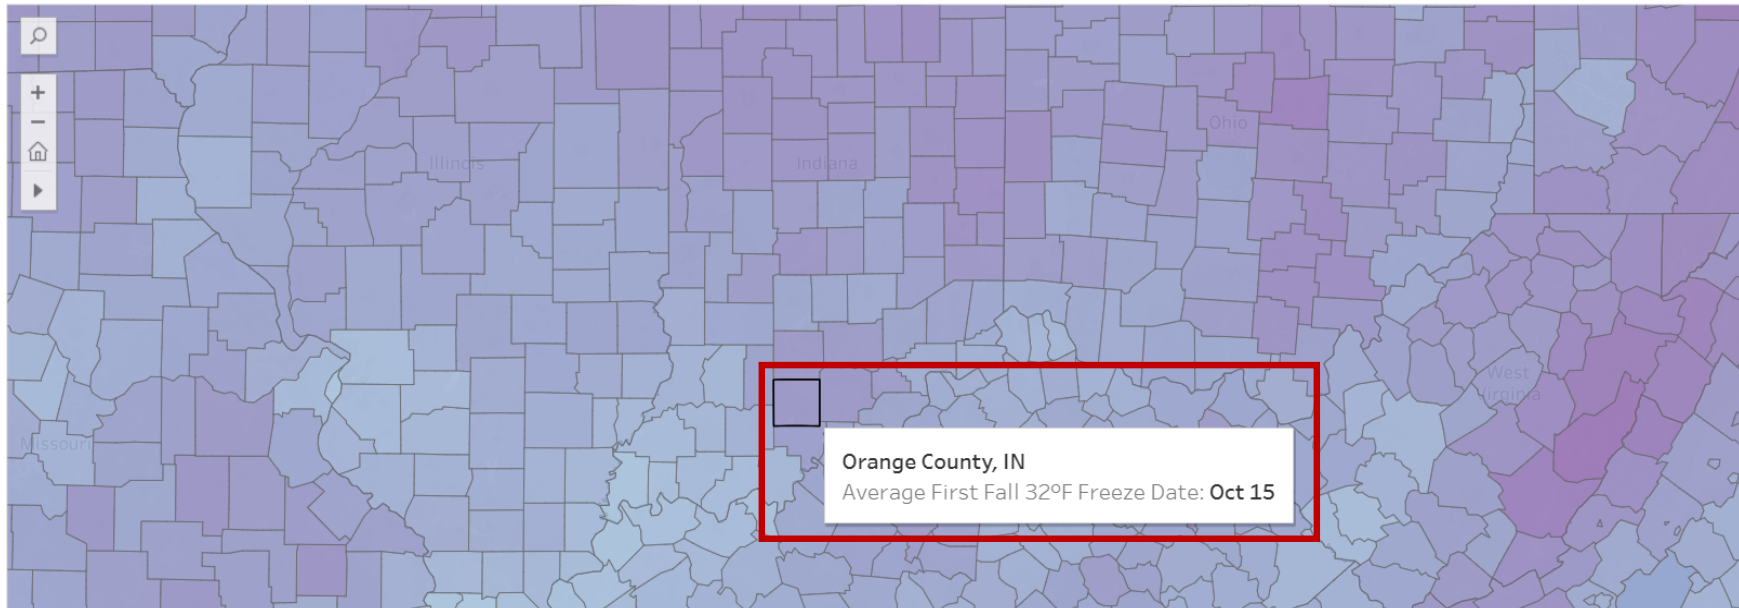 Ohio
Illinois
Indiana
West
Virginia
Missouri
Orange County, IN
Average First Fall 32ºF Freeze Date: Oct 15